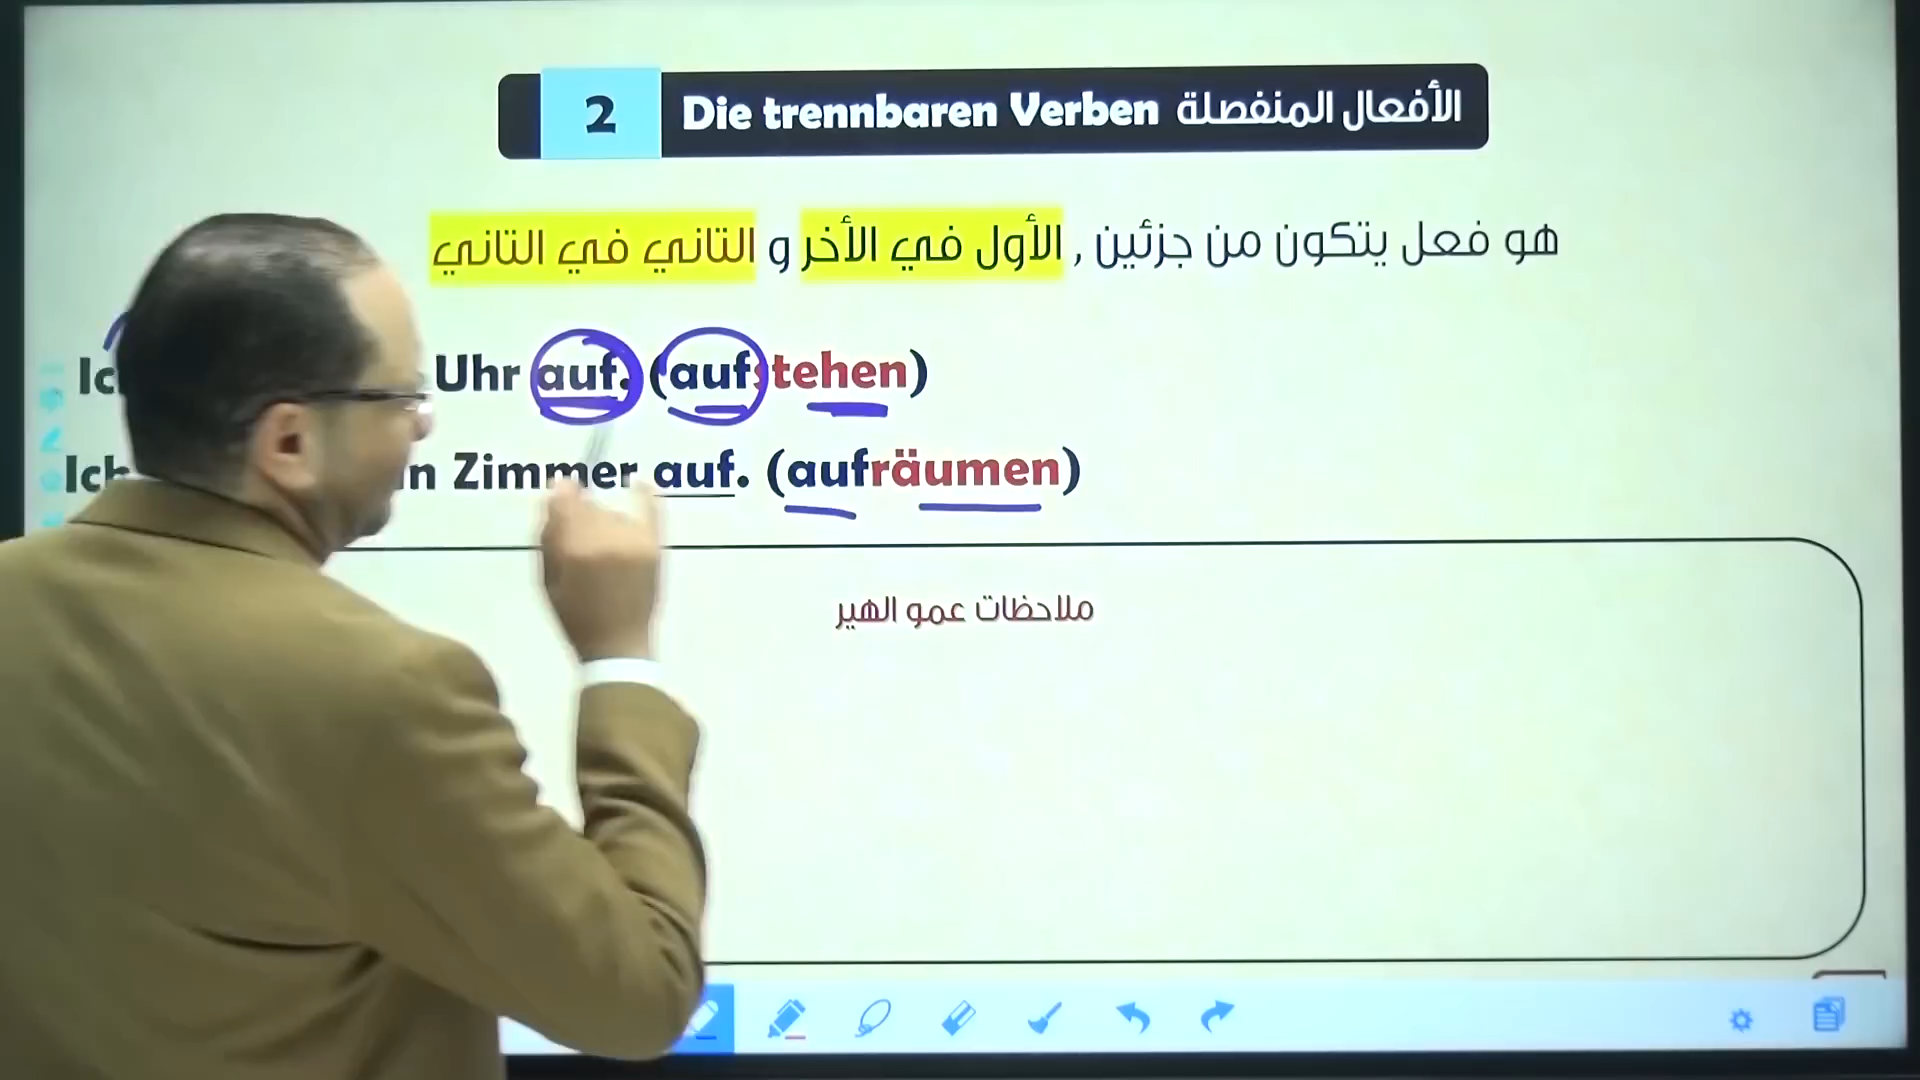 2 Die trennbaren Verben الأفعال المنفصلة
هو فعل يتكون من جزئين , الأول في الأخر و التاني في التاني
Uhr auf. (aufstehen)
Ich Zimmer auf. (aufräumen)
ملاحظات عمو الهير